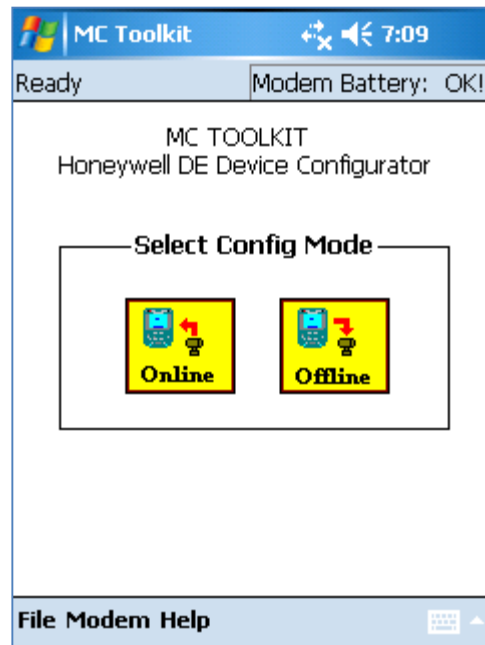 MC Toolkit 7:09
Ready Modem Battery: OK!
MC TOOLKIT
Honeywell DE Device Configurator
Select Config Mode
Online Offline
File Modem Help